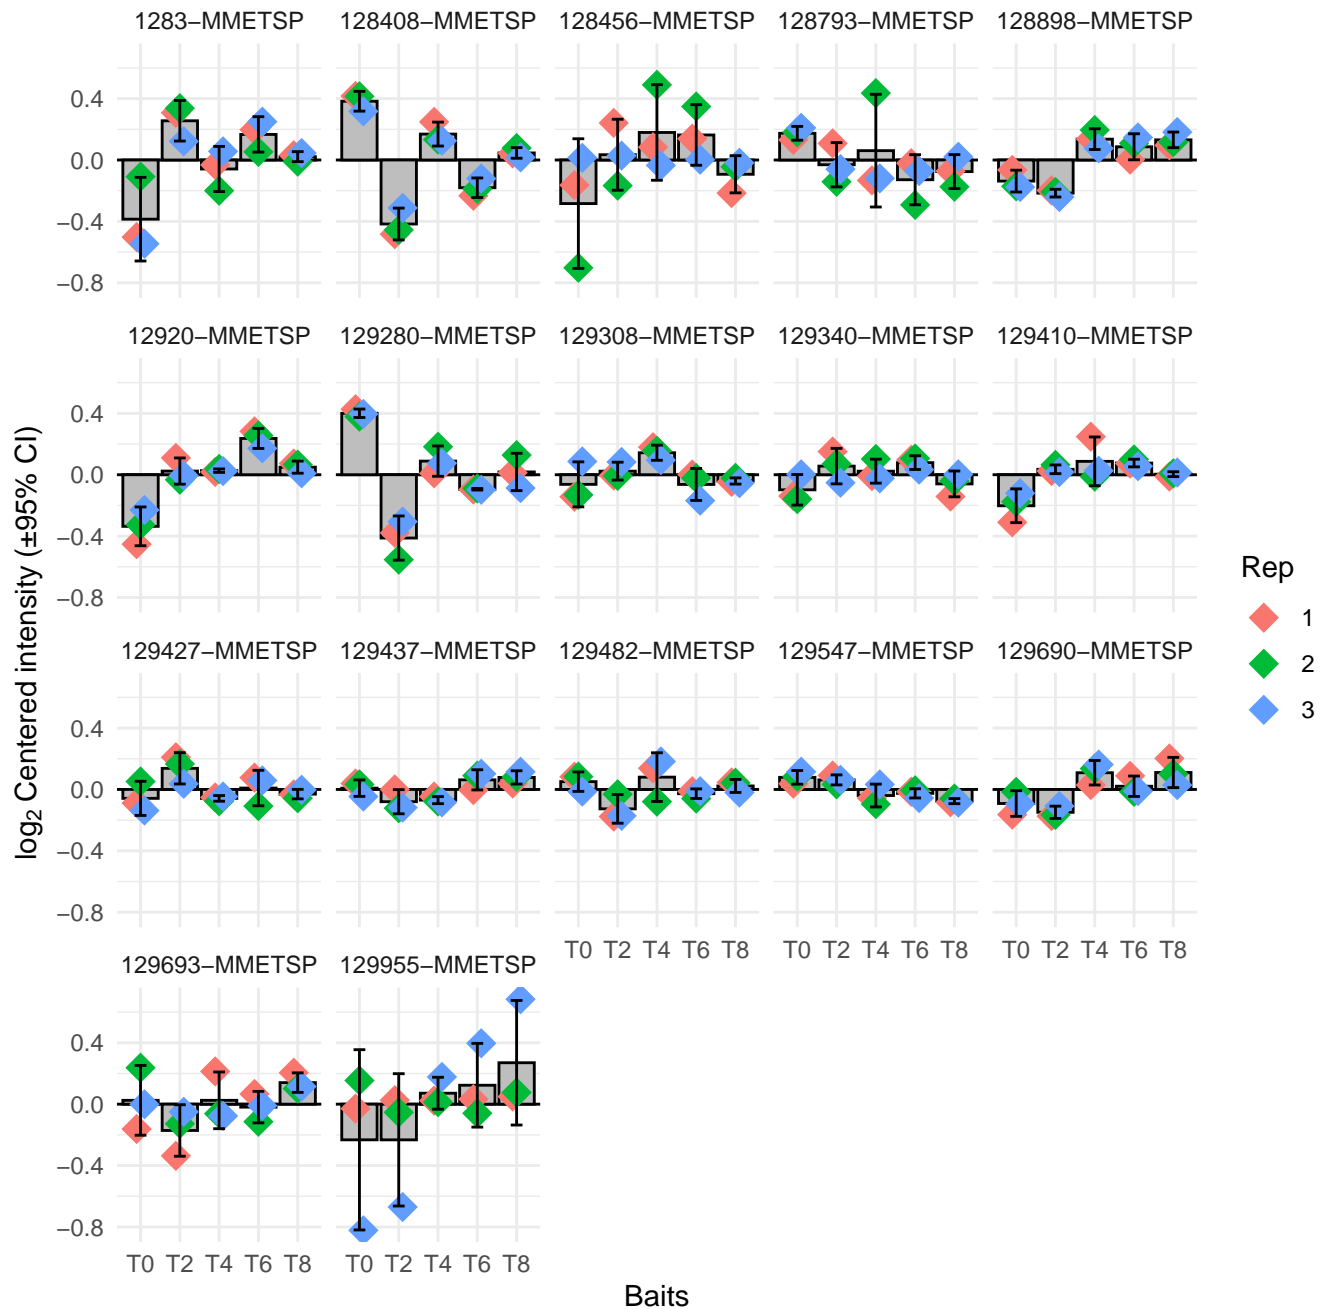 1283−MMETSP 128408−MMETSP 128456−MMETSP 128793−MMETSP 128898−MMETSP
0.4
0.0
−0.4
−0.8
12920−MMETSP 129280−MMETSP 129308−MMETSP 129340−MMETSP 129410−MMETSP
0.4
0.0
−0.4
−0.8
129427−MMETSP 129437−MMETSP 129482−MMETSP 129547−MMETSP 129690−MMETSP
0.4
0.0
−0.4
−0.8
T0 T2 T4 T6 T8 T0 T2 T4 T6 T8 T0 T2 T4 T6 T8
129693−MMETSP 129955−MMETSP
0.4
0.0
−0.4
−0.8
T0 T2 T4 T6 T8 T0 T2 T4 T6 T8
Baits
log2 Centered intensity (±95% CI)
Rep
1
2
3